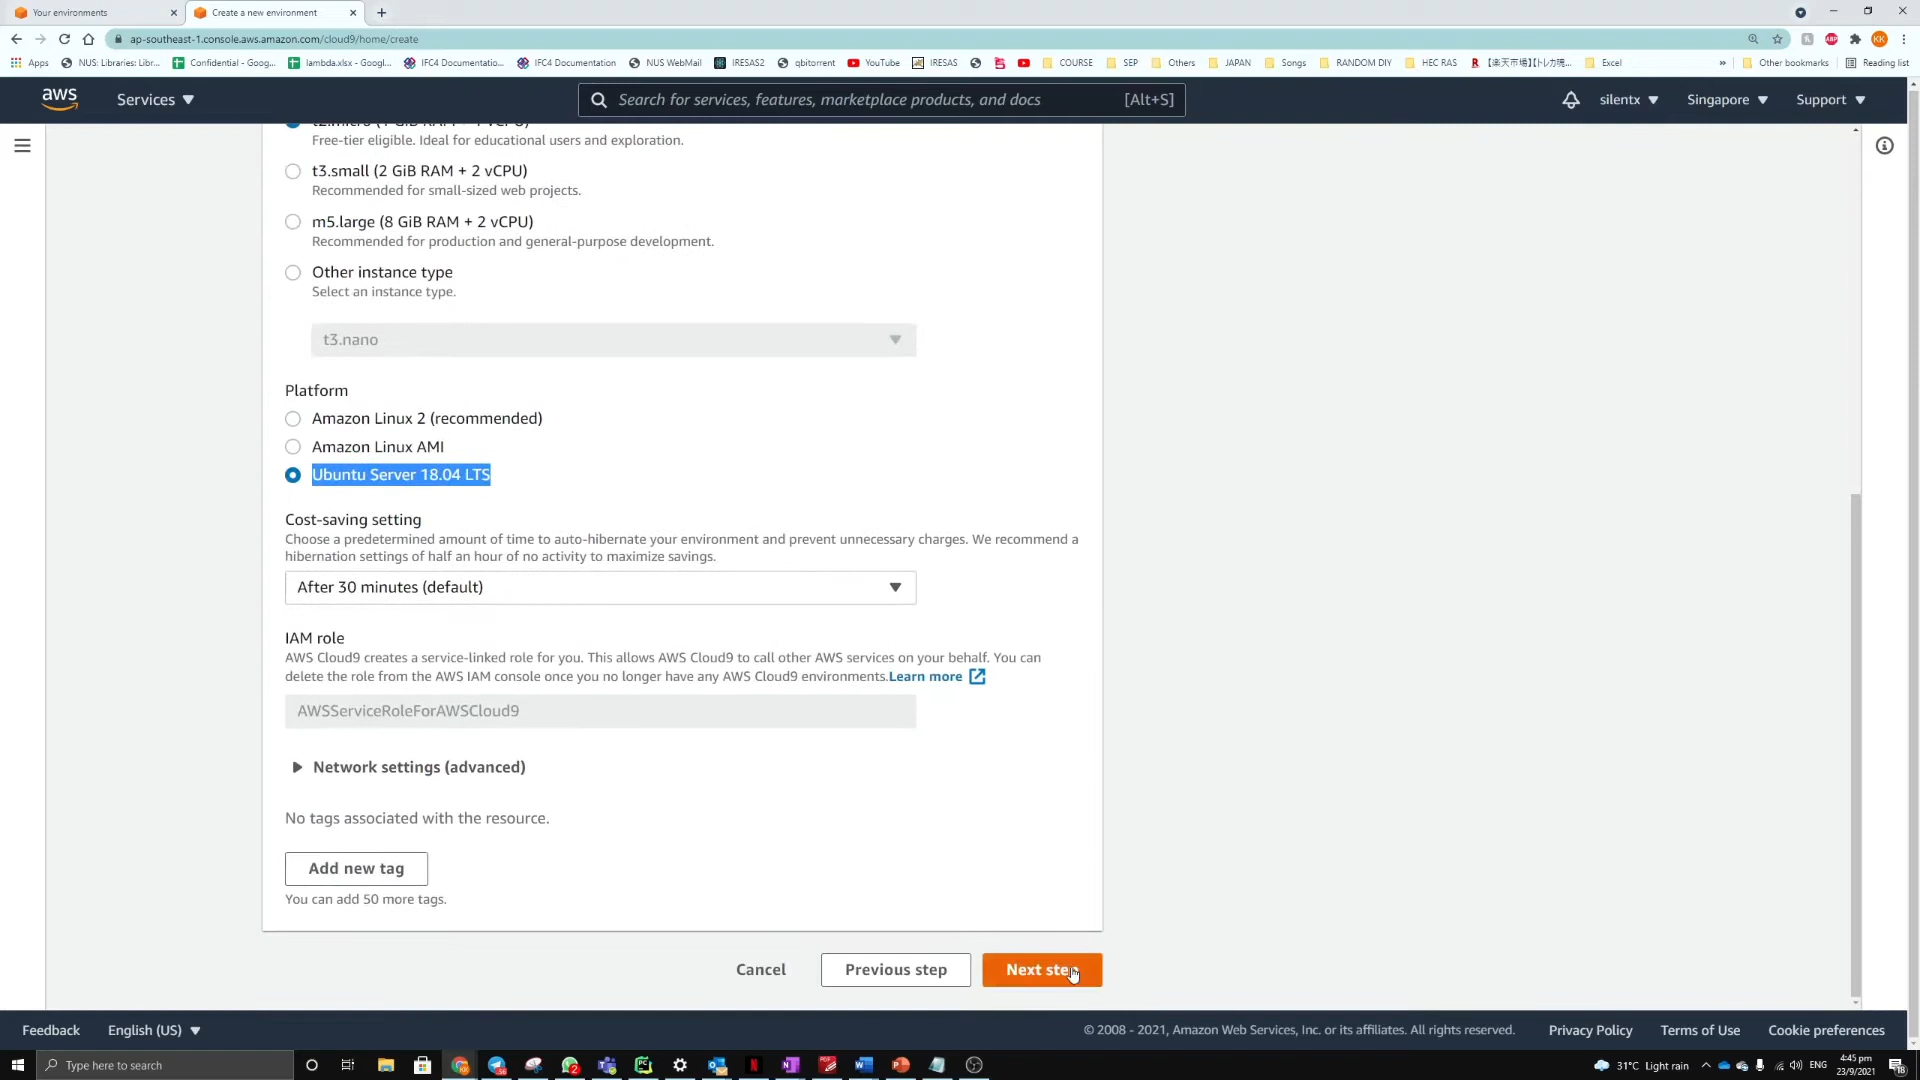 Your environments
Create a new environment
ap-southeast-1.console.aws.amazon.com/cloud9/home/create
Apps
NUS: Libraries: Libr...
Confidential - Goog...
lambda.xlsx - Googl...
IFC4 Documentatio...
IFC4 Documentation
NUS WebMail
IRESAS2
qbitorrent
YouTube
IRESAS
COURSE
SEP
Others
JAPAN
Songs
RANDOM DIY
HEC RAS
【楽天市場】【トレカ境...
Excel
»
Other bookmarks
Reading list
aws
Services
Search for services, features, marketplace products, and docs
[Alt+S]
silentx
Singapore
Support
Free-tier eligible. Ideal for educational users and exploration.
t3.small (2 GiB RAM + 2 vCPU)
Recommended for small-sized web projects.
m5.large (8 GiB RAM + 2 vCPU)
Recommended for production and general-purpose development.
Other instance type
Select an instance type.
t3.nano
Platform
Amazon Linux 2 (recommended)
Amazon Linux AMI
Ubuntu Server 18.04 LTS
Cost-saving setting
Choose a predetermined amount of time to auto-hibernate your environment and prevent unnecessary charges. We recommend a
hibernation settings of half an hour of no activity to maximize savings.
After 30 minutes (default)
IAM role
AWS Cloud9 creates a service-linked role for you. This allows AWS Cloud9 to call other AWS services on your behalf. You can
delete the role from the AWS IAM console once you no longer have any AWS Cloud9 environments.Learn more
AWSServiceRoleForAWSCloud9
Network settings (advanced)
No tags associated with the resource.
Add new tag
You can add 50 more tags.
Cancel
Previous step
Next step
Feedback
English (US)
© 2008 - 2021, Amazon Web Services, Inc. or its affiliates. All rights reserved.
Privacy Policy
Terms of Use
Cookie preferences
Type here to search
31°C Light rain
ENG
4:45 pm
23/9/2021